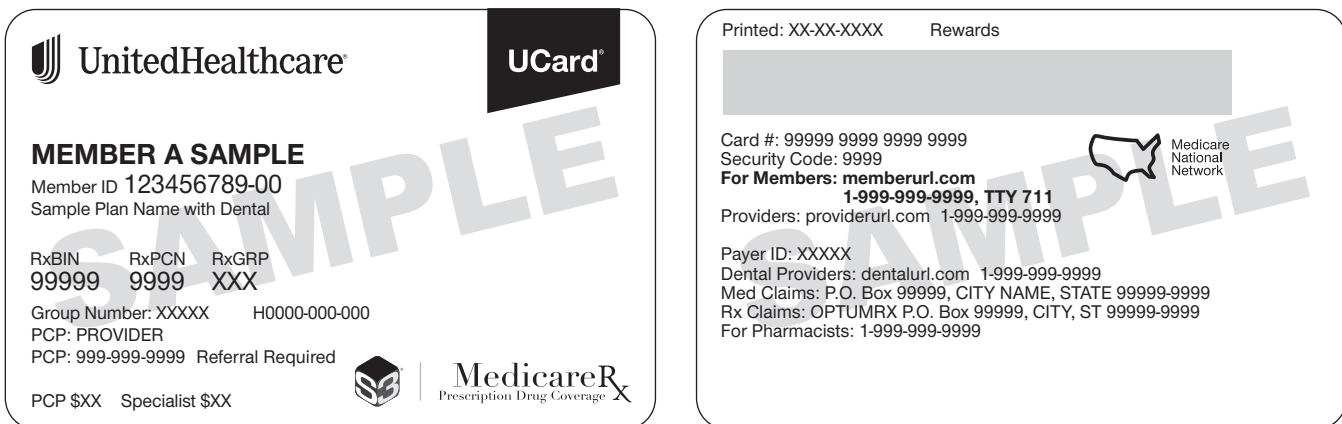 UnitedHealthcare®
UCard®
MEMBER A SAMPLE
Member ID 123456789-00
Sample Plan Name with Dental
RxBIN RxPCN RxGRP
99999 9999 XXX
Group Number: XXXXX H0000-000-000
PCP: PROVIDER
PCP: 999-999-9999 Referral Required
PCP $XX Specialist $XX
S3®
MedicareRx
Prescription Drug Coverage
SAMPLE
Printed: XX-XX-XXXX Rewards
Card #: 99999 9999 9999 9999
Security Code: 9999
For Members: memberurl.com
1-999-999-9999, TTY 711
Providers: providerurl.com 1-999-999-9999
Medicare
National
Network
Payer ID: XXXXX
Dental Providers: dentalurl.com 1-999-999-9999
Med Claims: P.O. Box 99999, CITY NAME, STATE 99999-9999
Rx Claims: OPTUMRX P.O. Box 99999, CITY, ST 99999-9999
For Pharmacists: 1-999-999-9999
SAMPLE